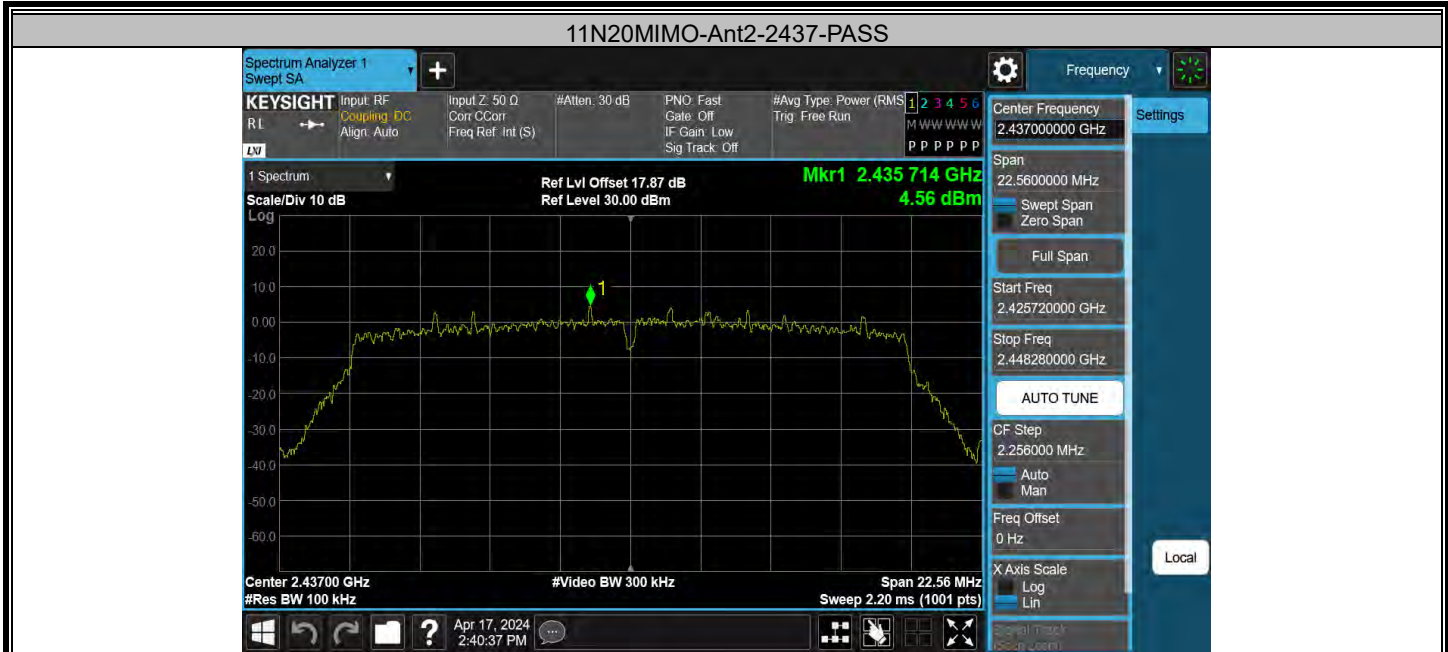 11N20MIMO-Ant2-2437-PASS
Spectrum Analyzer 1
Swept SA
+
Frequency
KEYSIGHT
RL
LXI
Input: RF
Coupling: DC
Align: Auto
Input Z: 50 Ω
Corr CCorr
Freq Ref: Int (S)
#Atten: 30 dB
PNO: Fast
Gate: Off
IF Gain: Low
Sig Track: Off
#Avg Type: Power (RMS
Trig: Free Run
1 2 3 4 5 6
M W W W W W
P P P P P P
1 Spectrum
Scale/Div 10 dB
Ref Lvl Offset 17.87 dB
Ref Level 30.00 dBm
Mkr1 2.435 714 GHz
4.56 dBm
Log
20.0
10.0
0.00
-10.0
-20.0
-30.0
-40.0
-50.0
-60.0
1
Center 2.43700 GHz
#Res BW 100 kHz
#Video BW 300 kHz
Span 22.56 MHz
Sweep 2.20 ms (1001 pts)
Center Frequency
2.437000000 GHz
Settings
Span
22.5600000 MHz
Swept Span
Zero Span
Full Span
Start Freq
2.425720000 GHz
Stop Freq
2.448280000 GHz
AUTO TUNE
CF Step
2.256000 MHz
Auto
Man
Freq Offset
0 Hz
Local
X Axis Scale
Log
Lin
Signal Track
(Span Zoom)
?
Apr 17, 2024
2:40:37 PM